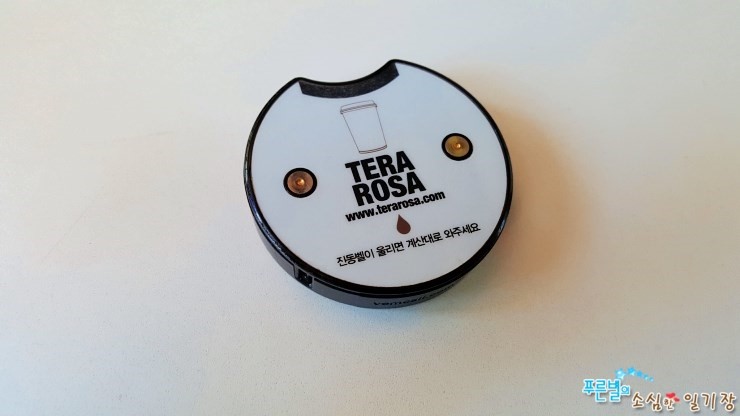 TERA
ROSA
www.terarosa.com
진동벨이 울리면 계산대로 와주세요
푸른별의
소심한 일기장